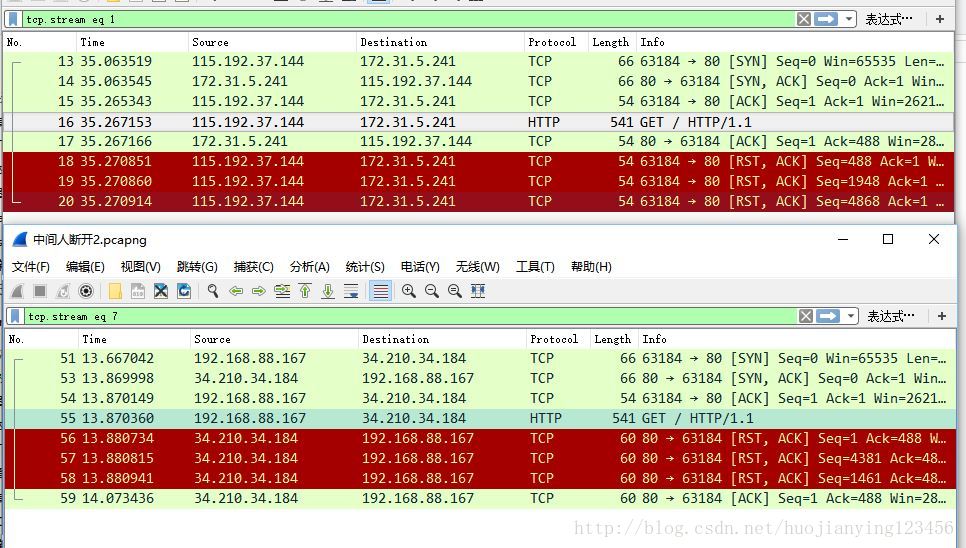 tcp.stream eq 1 表达式… +
No. Time Source Destination Protocol Length Info
13 35.063519 115.192.37.144 172.31.5.241 TCP 66 63184 → 80 [SYN] Seq=0 Win=65535 Len=…
14 35.063545 172.31.5.241 115.192.37.144 TCP 66 80 → 63184 [SYN, ACK] Seq=0 Ack=1 Win…
15 35.265343 115.192.37.144 172.31.5.241 TCP 54 63184 → 80 [ACK] Seq=1 Ack=1 Win=2621…
16 35.267153 115.192.37.144 172.31.5.241 HTTP 541 GET / HTTP/1.1
17 35.267166 172.31.5.241 115.192.37.144 TCP 54 80 → 63184 [ACK] Seq=1 Ack=488 Win=28…
18 35.270851 115.192.37.144 172.31.5.241 TCP 54 63184 → 80 [RST, ACK] Seq=488 Ack=1 W…
19 35.270860 115.192.37.144 172.31.5.241 TCP 54 63184 → 80 [RST, ACK] Seq=1948 Ack=1 …
20 35.270914 115.192.37.144 172.31.5.241 TCP 54 63184 → 80 [RST, ACK] Seq=4868 Ack=1 …
中间人断开2.pcapng
文件(F) 编辑(E) 视图(V) 跳转(G) 捕获(C) 分析(A) 统计(S) 电话(Y) 无线(W) 工具(T) 帮助(H)
tcp.stream eq 7 表达式… +
No. Time Source Destination Protocol Length Info
51 13.667042 192.168.88.167 34.210.34.184 TCP 66 63184 → 80 [SYN] Seq=0 Win=65535 Len=…
53 13.869998 34.210.34.184 192.168.88.167 TCP 66 80 → 63184 [SYN, ACK] Seq=0 Ack=1 Win…
54 13.870149 192.168.88.167 34.210.34.184 TCP 54 63184 → 80 [ACK] Seq=1 Ack=1 Win=2621…
55 13.870360 192.168.88.167 34.210.34.184 HTTP 541 GET / HTTP/1.1
56 13.880734 34.210.34.184 192.168.88.167 TCP 60 80 → 63184 [RST, ACK] Seq=1 Ack=488 W…
57 13.880815 34.210.34.184 192.168.88.167 TCP 60 80 → 63184 [RST, ACK] Seq=4381 Ack=48…
58 13.880941 34.210.34.184 192.168.88.167 TCP 60 80 → 63184 [RST, ACK] Seq=1461 Ack=48…
59 14.073436 34.210.34.184 192.168.88.167 TCP 60 80 → 63184 [ACK] Seq=1 Ack=488 Win=28…
http://blog.csdn.net/huojianying123456